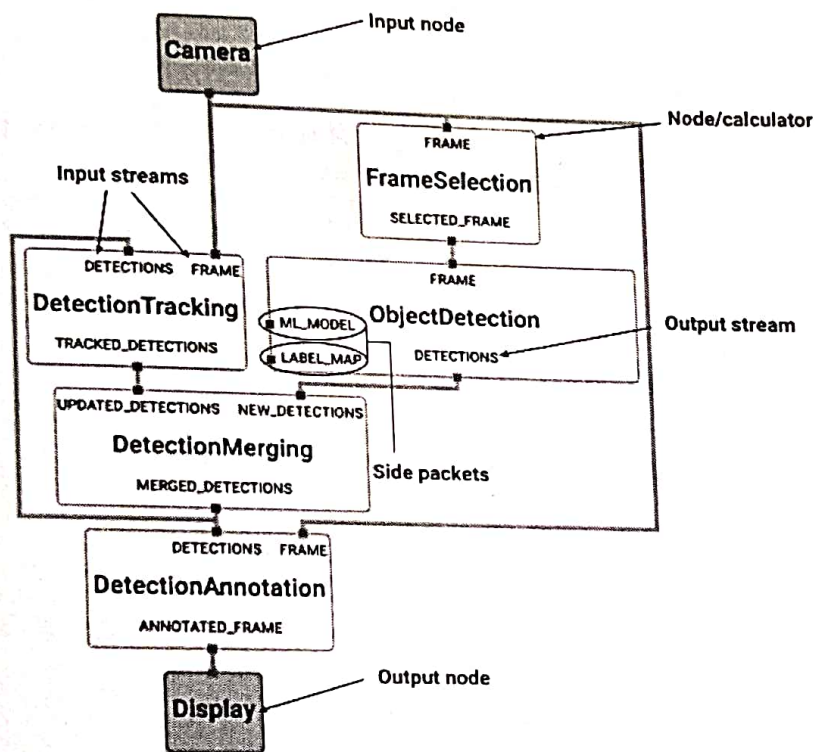 Input node
Camera
Node/calculator
FRAME
FrameSelection
SELECTED_FRAME
Input streams
DETECTIONS FRAME
DetectionTracking
TRACKED_DETECTIONS
FRAME
ObjectDetection
ML_MODEL
LABEL_MAP
DETECTIONS
Output stream
UPDATED_DETECTIONS NEW_DETECTIONS
DetectionMerging
MERGED_DETECTIONS
Side packets
DETECTIONS FRAME
DetectionAnnotation
ANNOTATED_FRAME
Output node
Display